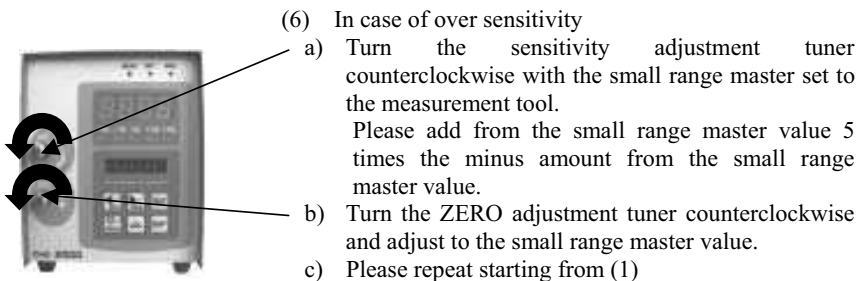 (6) In case of over sensitivity
a) Turn the sensitivity adjustment tuner
counterclockwise with the small range master set to
the measurement tool.
Please add from the small range master value 5
times the minus amount from the small range
master value.
b) Turn the ZERO adjustment tuner counterclockwise
and adjust to the small range master value.
c) Please repeat starting from (1)